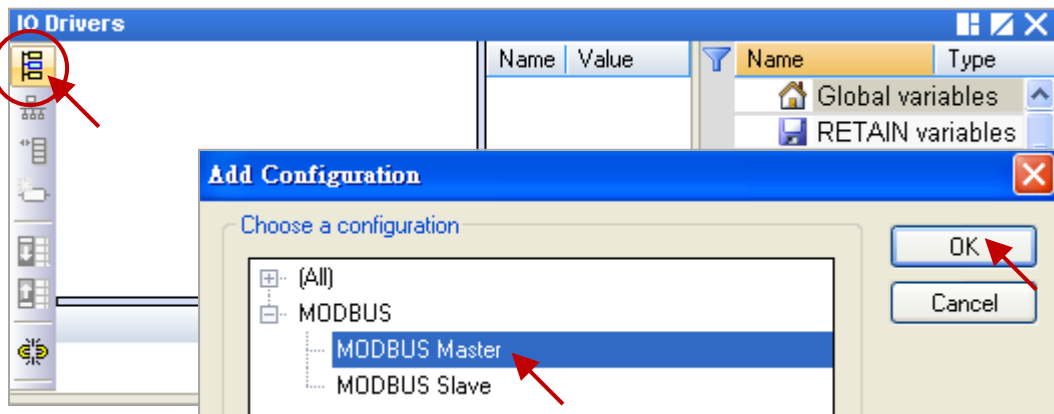 IO Drivers
Name Value
Name Type
Global variables
RETAIN variables
Add Configuration
Choose a configuration
OK
(All)
Cancel
MODBUS
MODBUS Master
MODBUS Slave